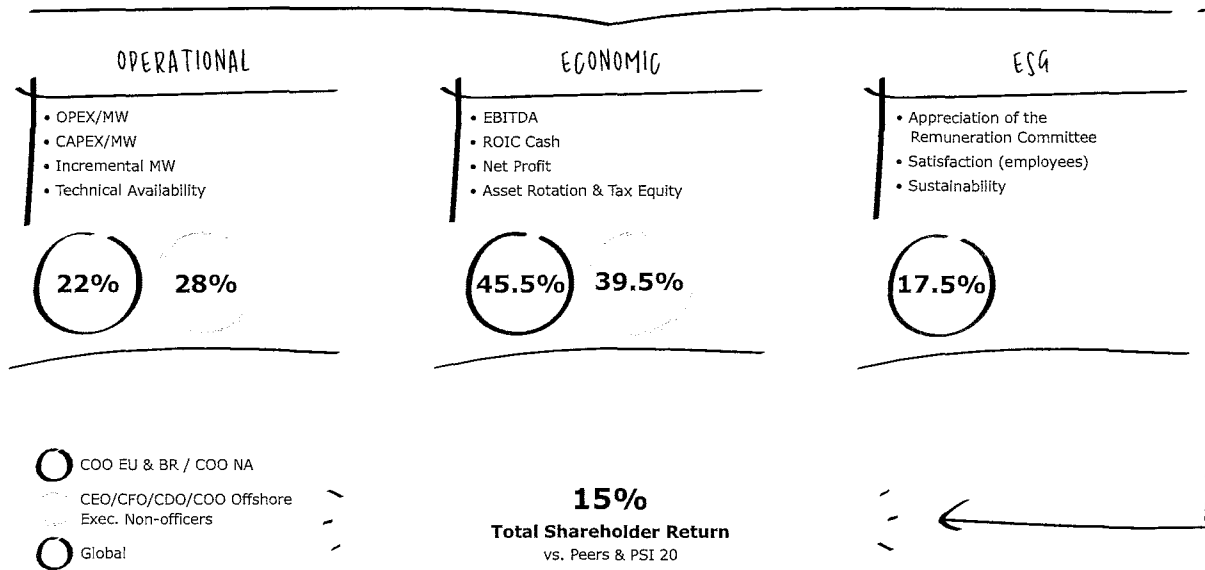 OPERATIONAL
• OPEX/MW
• CAPEX/MW
• Incremental MW
• Technical Availability
22% 28%
ECONOMIC
• EBITDA
• ROIC Cash
• Net Profit
• Asset Rotation & Tax Equity
45.5% 39.5%
ESG
• Appreciation of the
Remuneration Committee
• Satisfaction (employees)
• Sustainability
17.5%
COO EU & BR / COO NA
CEO/CFO/CDO/COO Offshore
Exec. Non-officers
Global
15%
Total Shareholder Return
vs. Peers & PSI 20